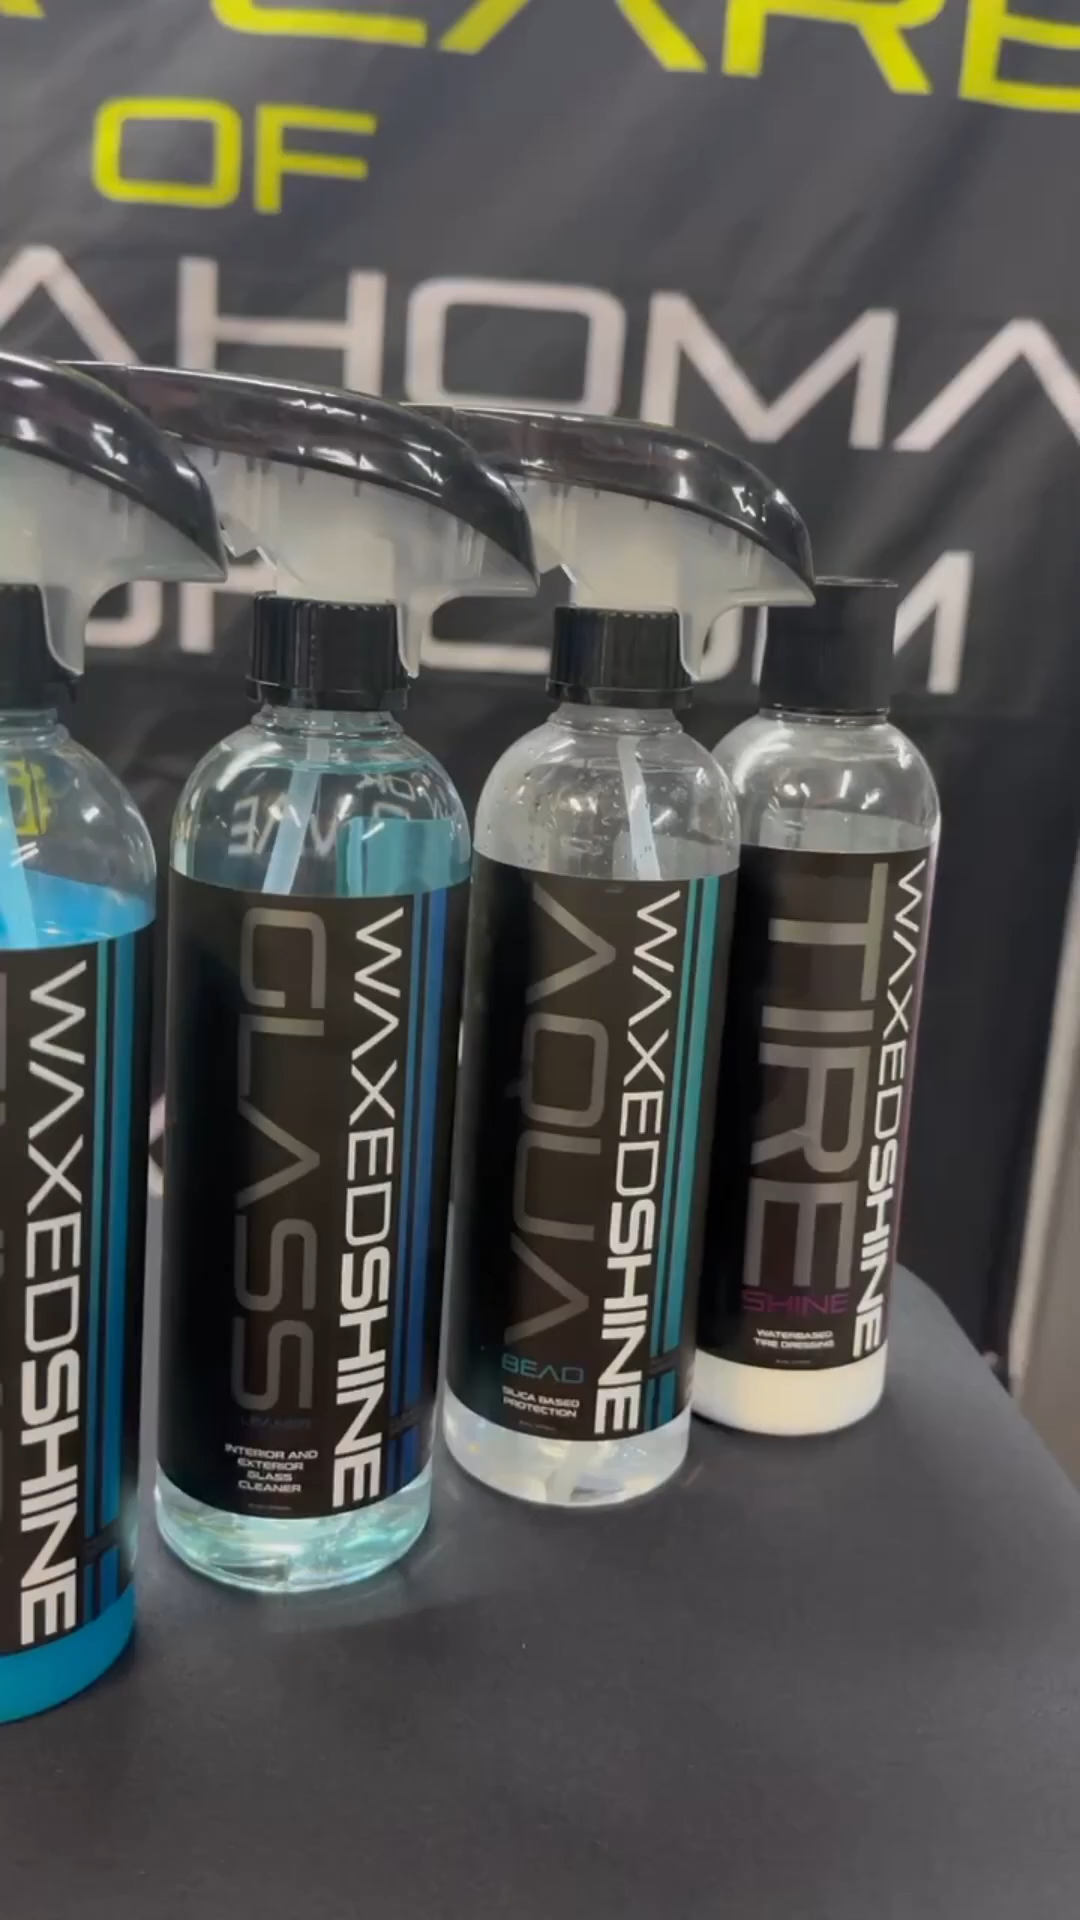 OF
AHOMA
WAXEDSHINE
GLASS
WAXEDSHINE
INTERIOR AND
EXTERIOR
GLASS
CLEANER
AQUA
WAXEDSHINE
BEAD
SILICA BASED
PROTECTION
TIRE
WAXEDSHINE
SHINE
WATERBASED
TIRE DRESSING